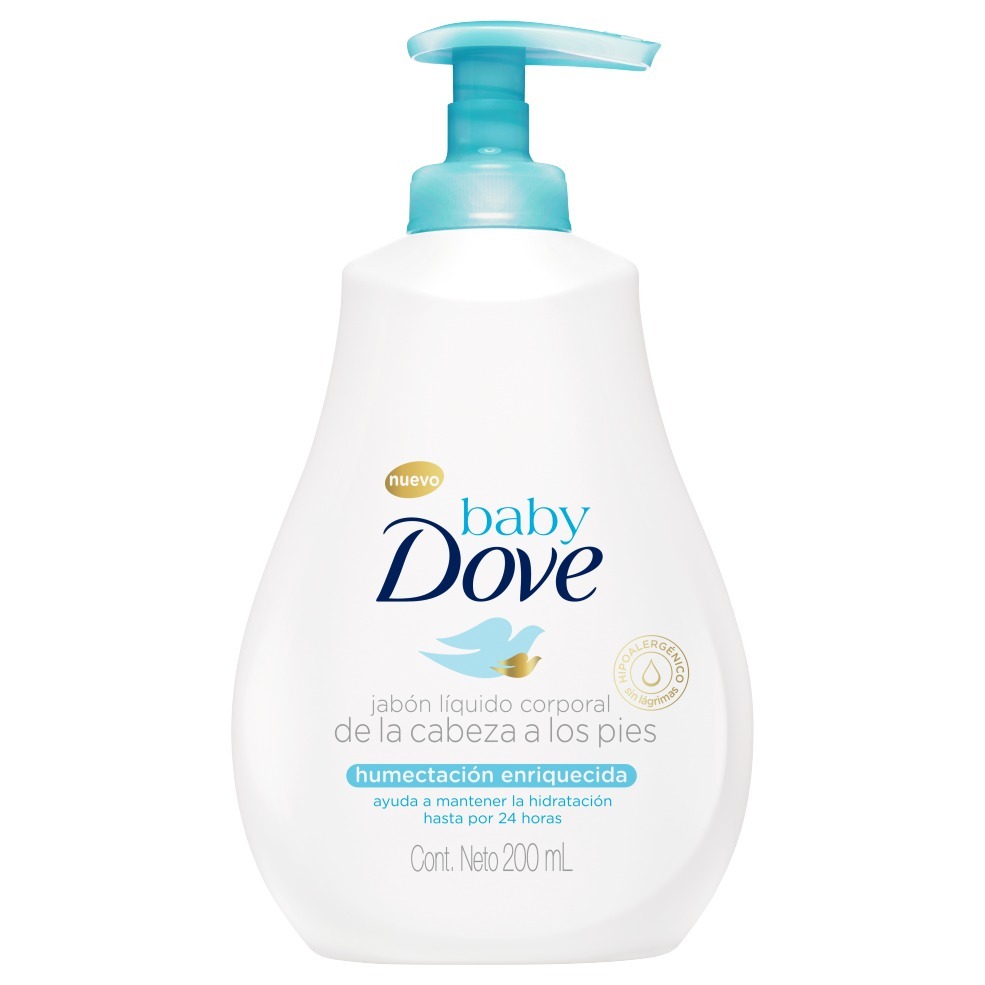 nuevo
baby
Dove
HIPOALERGÉNICO
sin lágrimas
jabón líquido corporal
de la cabeza a los pies
humectación enriquecida
ayuda a mantener la hidratación
hasta por 24 horas
Cont. Neto 200 mL